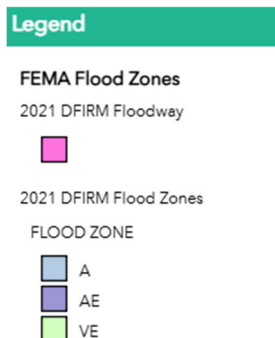 Legend
FEMA Flood Zones
2021 DFIRM Floodway
2021 DFIRM Flood Zones
FLOOD ZONE
A
AE
VE